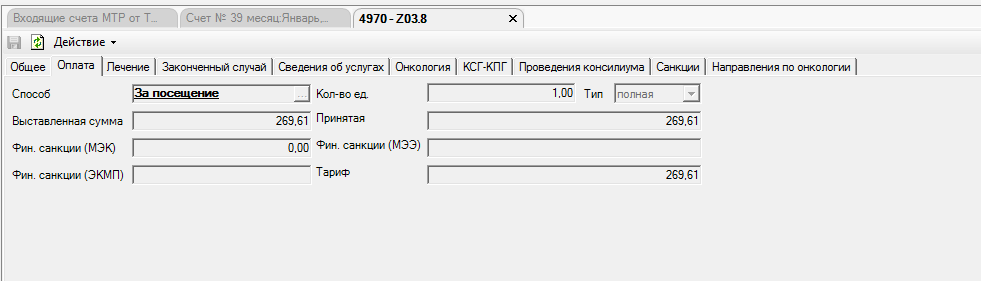 Входящие счета МТР от Т... Счет № 39 месяц:Январь,... 4970 - Z03.8
Действие
Общее Оплата Лечение Законченный случай Сведения об услугах Онкология КСГ-КПГ Проведения консилиума Санкции Направления по онкологии
Способ За посещение ... Кол-во ед. 1,00 Тип полная
Выставленная сумма 269,61 Принятая 269,61
Фин. санкции (МЭК) 0,00 Фин. санкции (МЭЭ)
Фин. санкции (ЭКМП) Тариф 269,61